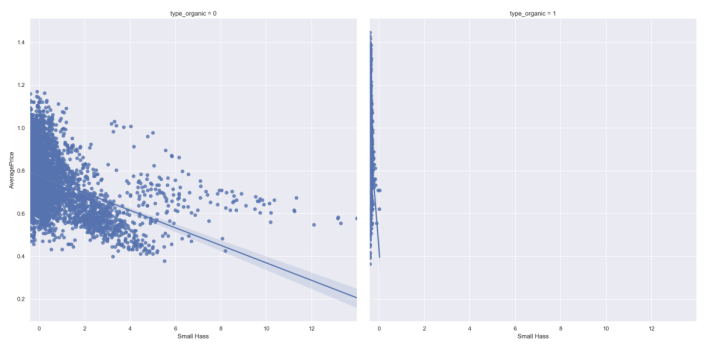 type_organic = 0
type_organic = 1
AveragePrice
1.4
1.2
1.0
0.8
0.6
0.4
0.2
0 2 4 6 8 10 12
0 2 4 6 8 10 12
Small Hass
Small Hass